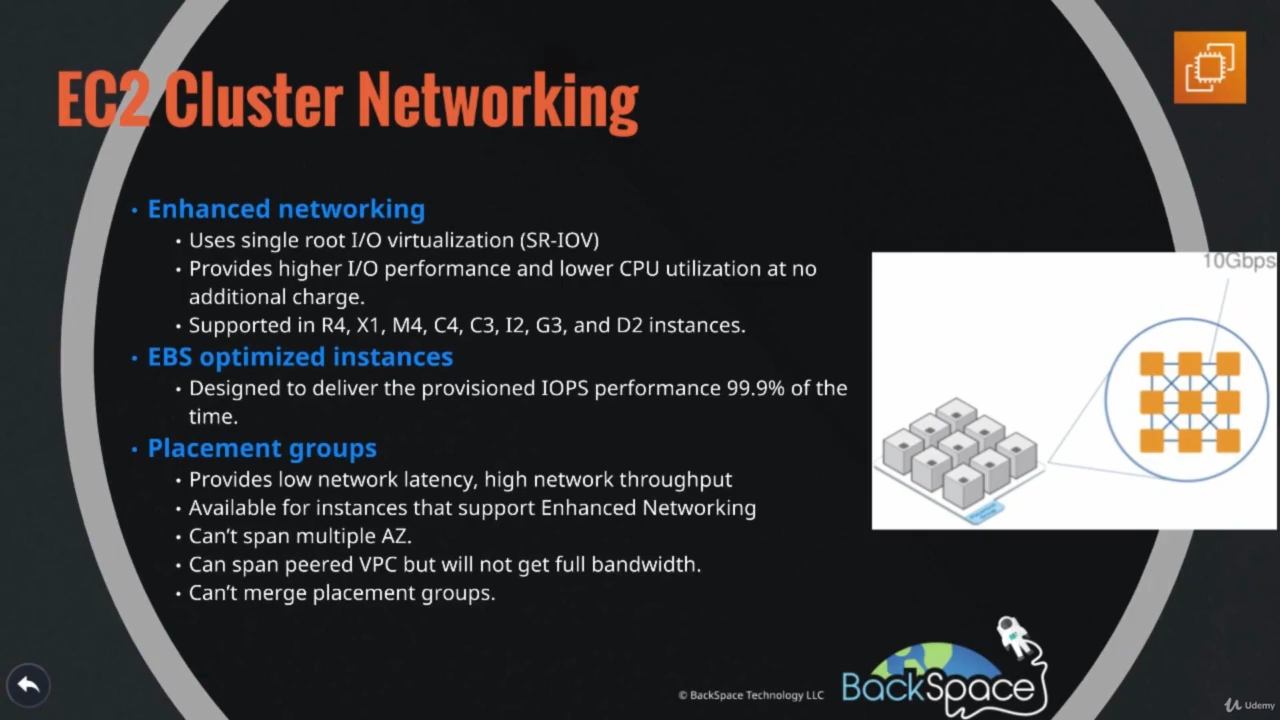 EC2 Cluster Networking
• Enhanced networking
• Uses single root I/O virtualization (SR-IOV)
• Provides higher I/O performance and lower CPU utilization at no
additional charge.
• Supported in R4, X1, M4, C4, C3, I2, G3, and D2 instances.
• EBS optimized instances
• Designed to deliver the provisioned IOPS performance 99.9% of the
time.
• Placement groups
• Provides low network latency, high network throughput
• Available for instances that support Enhanced Networking
• Can't span multiple AZ.
• Can span peered VPC but will not get full bandwidth.
• Can't merge placement groups.
10Gbps
© BackSpace Technology LLC
BackSpace
Udemy